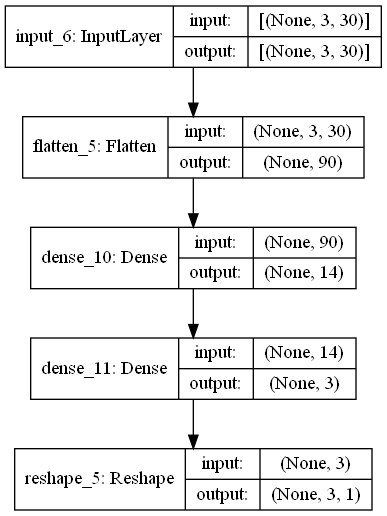 input_6: InputLayer input: [(None, 3, 30)]
output: [(None, 3, 30)]
flatten_5: Flatten input: (None, 3, 30)
output: (None, 90)
dense_10: Dense input: (None, 90)
output: (None, 14)
dense_11: Dense input: (None, 14)
output: (None, 3)
reshape_5: Reshape input: (None, 3)
output: (None, 3, 1)